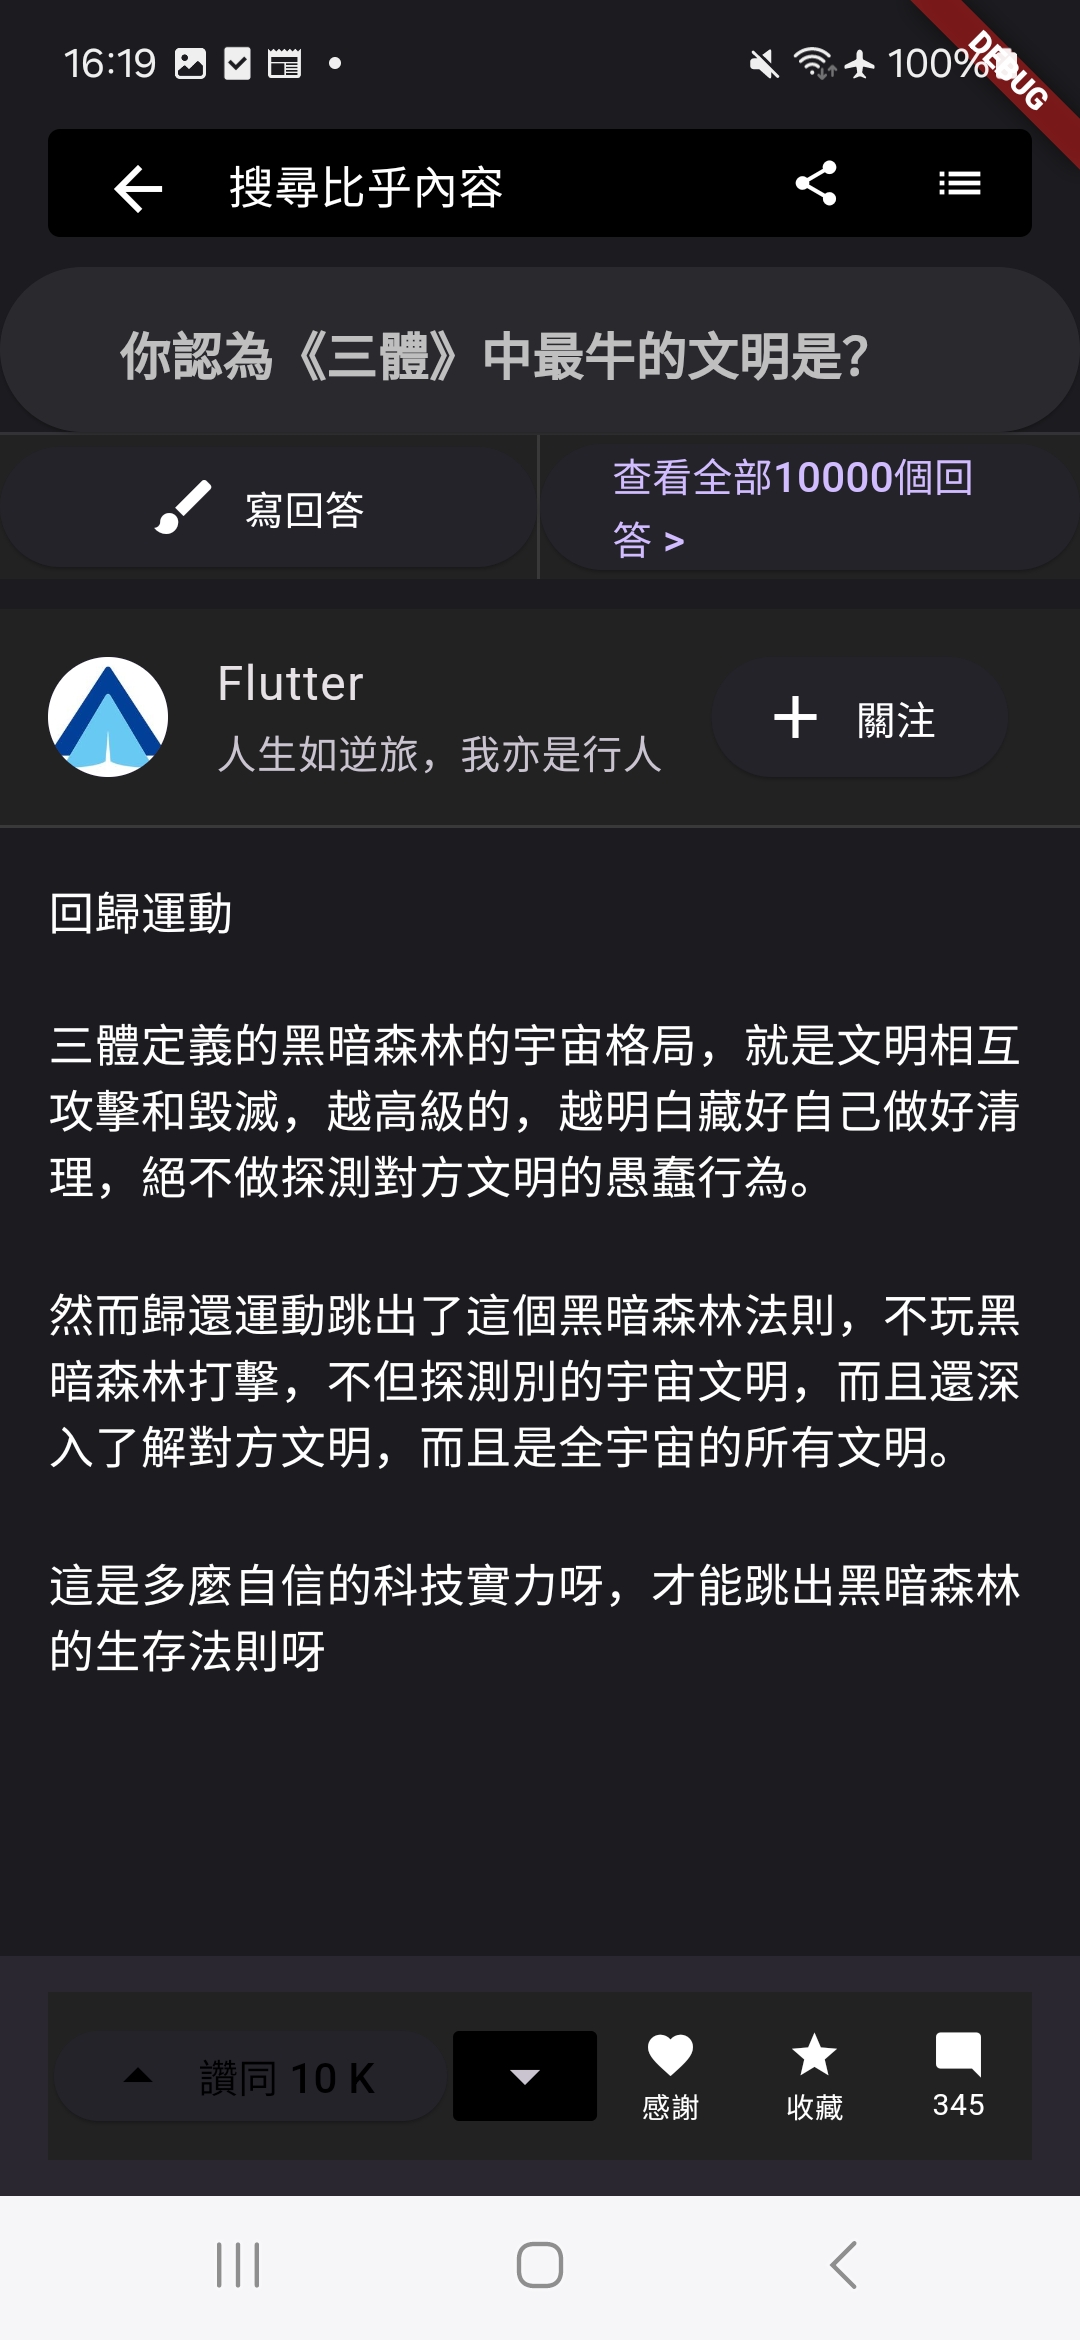 16:19
100%
DEBUG
搜尋比乎內容
你認為《三體》中最牛的文明是？
寫回答
查看全部10000個回
答 >
Flutter
人生如逆旅，我亦是行人
關注
回歸運動
三體定義的黑暗森林的宇宙格局，就是文明相互
攻擊和毀滅，越高級的，越明白藏好自己做好清
理，絕不做探測對方文明的愚蠢行為。
然而歸還運動跳出了這個黑暗森林法則，不玩黑
暗森林打擊，不但探測別的宇宙文明，而且還深
入了解對方文明，而且是全宇宙的所有文明。
這是多麼自信的科技實力呀，才能跳出黑暗森林
的生存法則呀
讚同 10 K
感謝
收藏
345